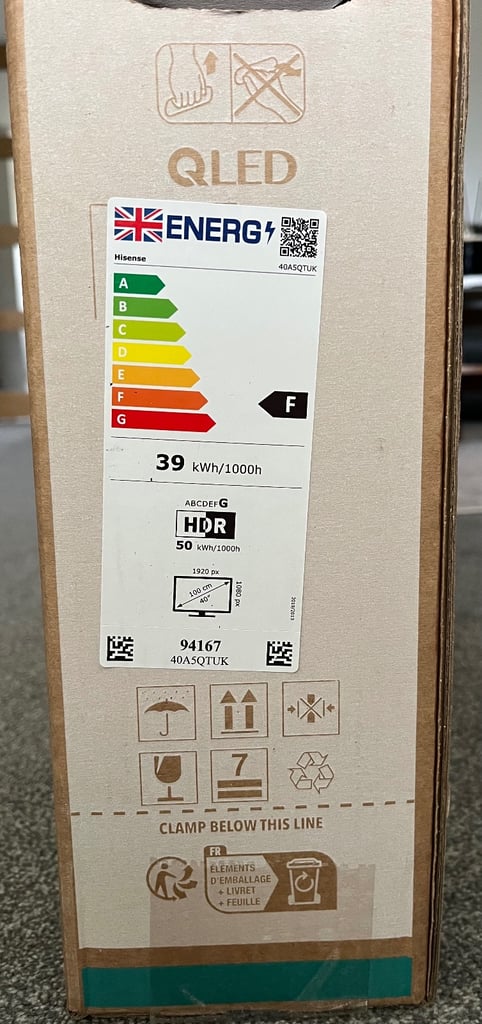 QLED
ENERG
Hisense
40A5QTUK
A
B
C
D
E
F
F
G
39 kWh/1000h
ABCDEFG
HDR
50 kWh/1000h
1920 px
100 cm
40"
1080 px
2019/2013
94167
40A5QTUK
7
CLAMP BELOW THIS LINE
FR
ÉLÉMENTS
D'EMBALLAGE
+ LIVRET
+ FEUILLE